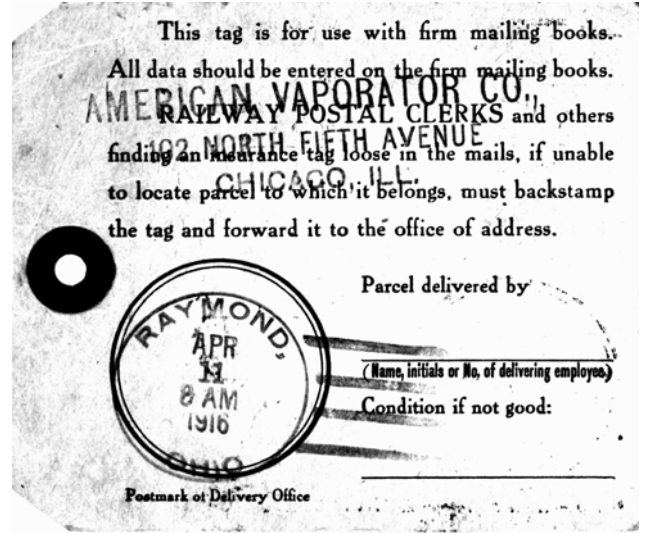 This tag is for use with firm mailing books.
All data should be entered on the firm mailing books.
AMERICAN VAPORATOR CO.,
RAILWAY POSTAL CLERKS and others
192 NORTH FIFTH AVENUE
finding an insurance tag loose in the mails, if unable
CHICAGO, ILL.
to locate parcel to which it belongs, must backstamp
the tag and forward it to the office of address.
Parcel delivered by
RAYMOND,
APR
11
8 AM
1916
OHIO
(Name, initials or No, of delivering employee.)
Condition if not good:
Postmark of Delivery Office